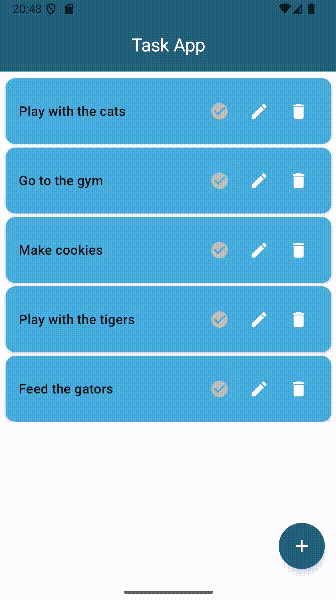 20:48
Task App
Play with the cats
Go to the gym
Make cookies
Play with the tigers
Feed the gators
+